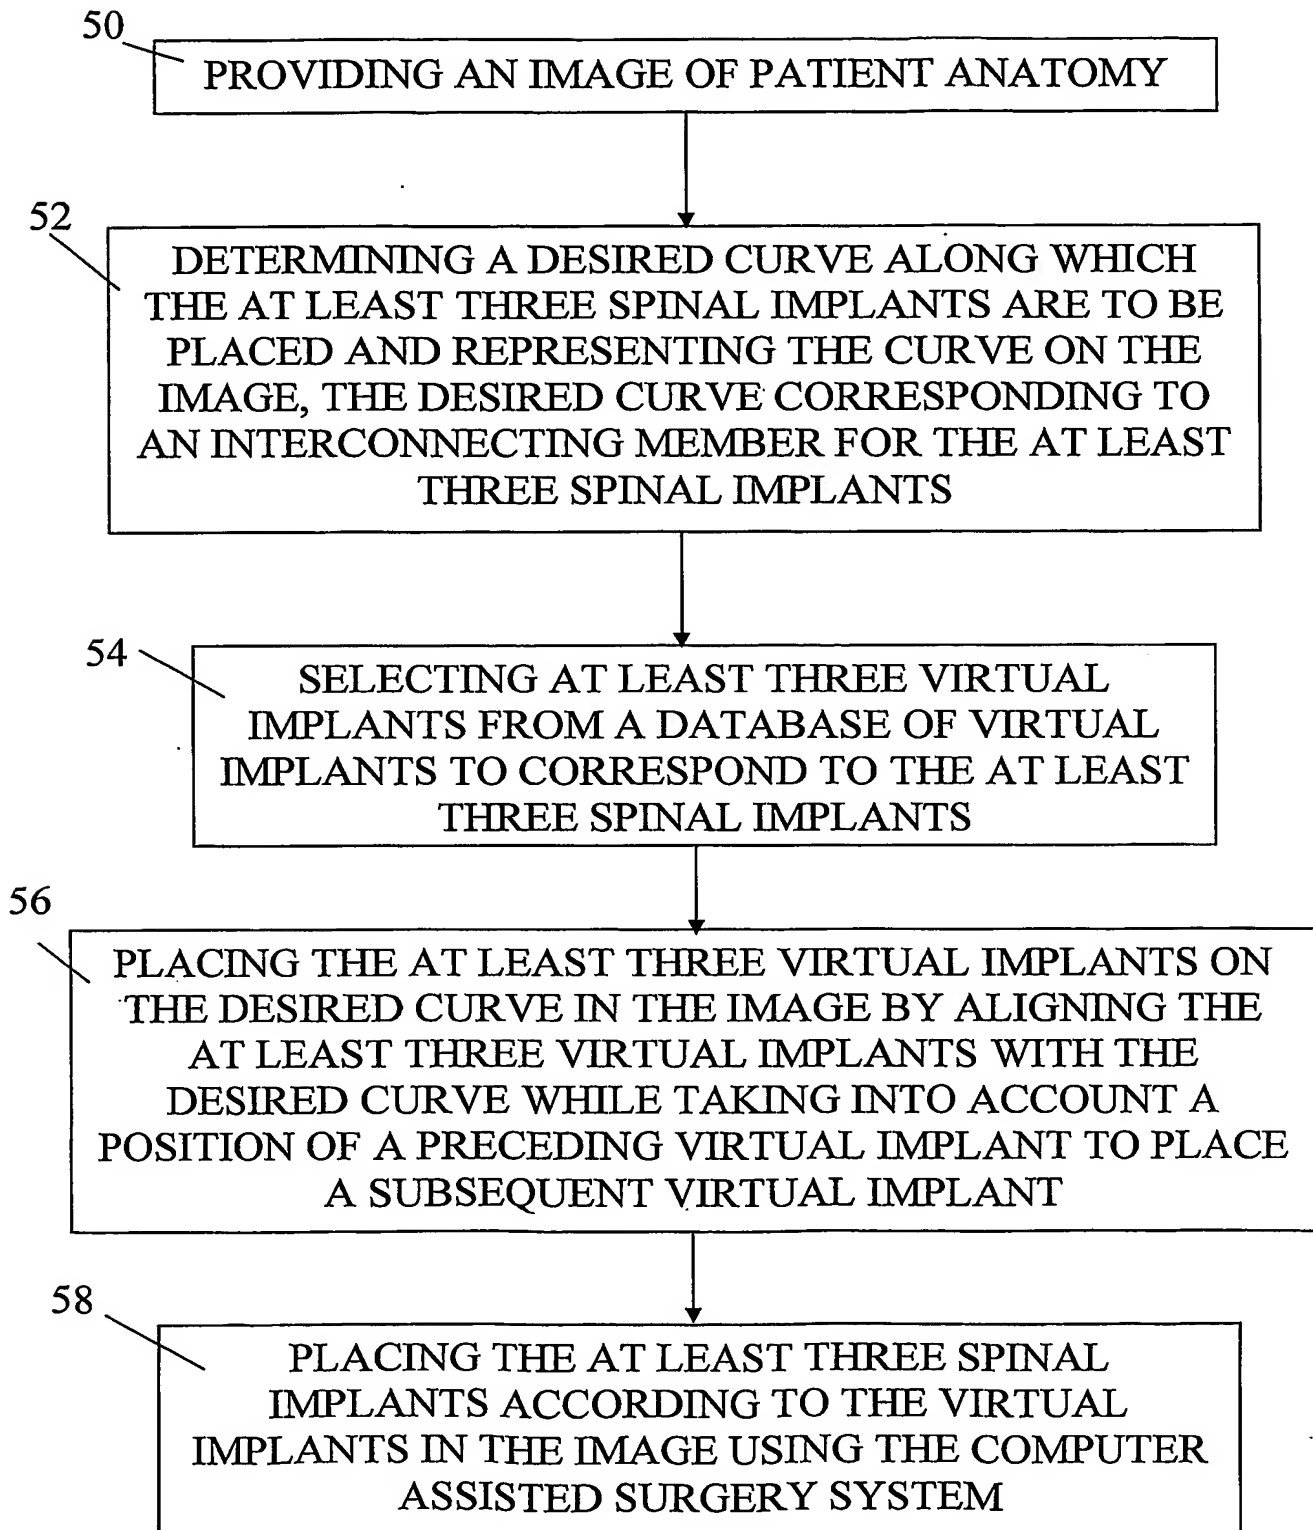 50
PROVIDING AN IMAGE OF PATIENT ANATOMY
52
DETERMINING A DESIRED CURVE ALONG WHICH
THE AT LEAST THREE SPINAL IMPLANTS ARE TO BE
PLACED AND REPRESENTING THE CURVE ON THE
IMAGE, THE DESIRED CURVE CORRESPONDING TO
AN INTERCONNECTING MEMBER FOR THE AT LEAST
THREE SPINAL IMPLANTS
54
SELECTING AT LEAST THREE VIRTUAL
IMPLANTS FROM A DATABASE OF VIRTUAL
IMPLANTS TO CORRESPOND TO THE AT LEAST
THREE SPINAL IMPLANTS
56
PLACING THE AT LEAST THREE VIRTUAL IMPLANTS ON
THE DESIRED CURVE IN THE IMAGE BY ALIGNING THE
AT LEAST THREE VIRTUAL IMPLANTS WITH THE
DESIRED CURVE WHILE TAKING INTO ACCOUNT A
POSITION OF A PRECEDING VIRTUAL IMPLANT TO PLACE
A SUBSEQUENT VIRTUAL IMPLANT
58
PLACING THE AT LEAST THREE SPINAL
IMPLANTS ACCORDING TO THE VIRTUAL
IMPLANTS IN THE IMAGE USING THE COMPUTER
ASSISTED SURGERY SYSTEM